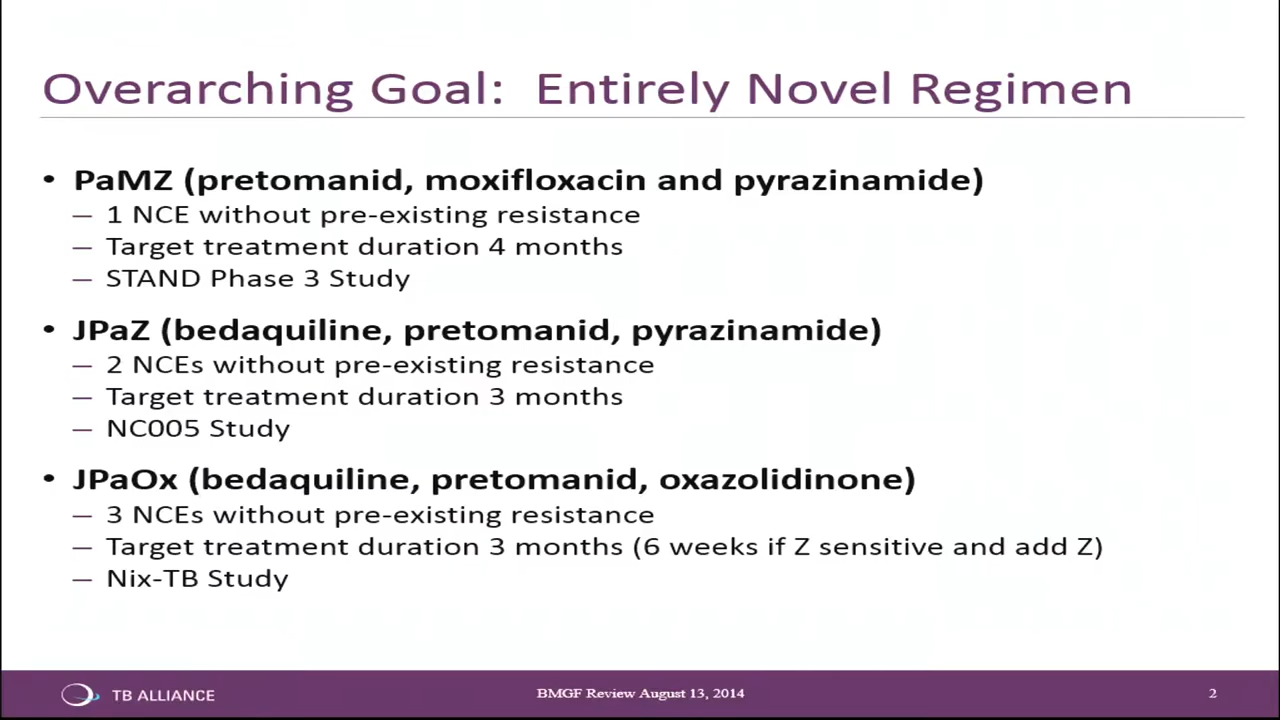 Overarching Goal:  Entirely Novel Regimen
• PaMZ (pretomanid, moxifloxacin and pyrazinamide)
– 1 NCE without pre-existing resistance
– Target treatment duration 4 months
– STAND Phase 3 Study
• JPaZ (bedaquiline, pretomanid, pyrazinamide)
– 2 NCEs without pre-existing resistance
– Target treatment duration 3 months
– NC005 Study
• JPaOx (bedaquiline, pretomanid, oxazolidinone)
– 3 NCEs without pre-existing resistance
– Target treatment duration 3 months (6 weeks if Z sensitive and add Z)
– Nix-TB Study
TB ALLIANCE
BMGF Review August 13, 2014
2